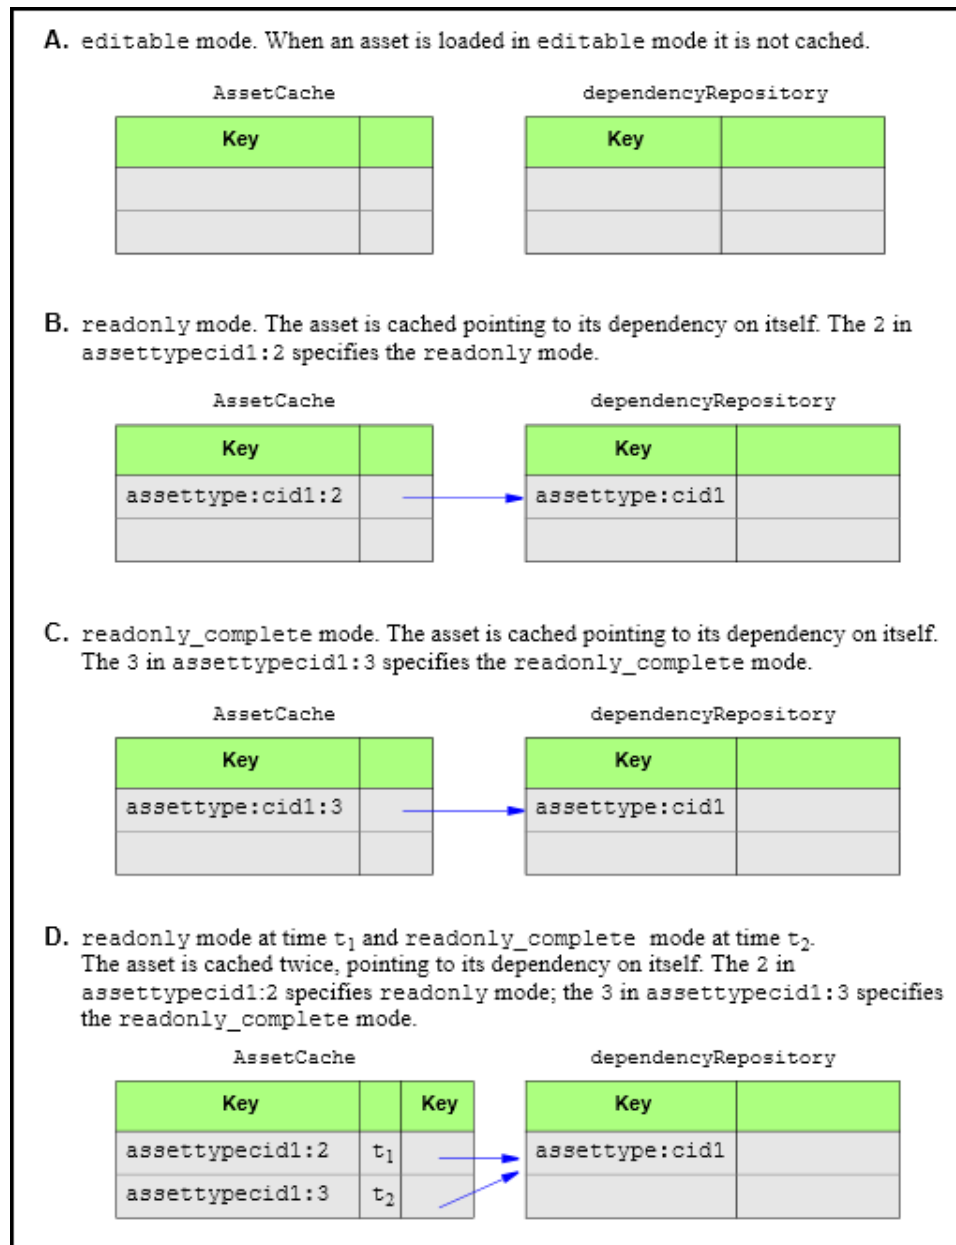 A. editable mode. When an asset is loaded in editable mode it is not cached.
AssetCache
dependencyRepository
Key
Key
B. readonly mode. The asset is cached pointing to its dependency on itself. The 2 in
assettypecid1:2 specifies the readonly mode.
AssetCache
dependencyRepository
Key
Key
assettype:cid1:2
assettype:cid1
C. readonly_complete mode. The asset is cached pointing to its dependency on itself.
The 3 in assettypecid1:3 specifies the readonly_complete mode.
AssetCache
dependencyRepository
Key
Key
assettype:cid1:3
assettype:cid1
D. readonly mode at time t1 and readonly_complete mode at time t2.
The asset is cached twice, pointing to its dependency on itself. The 2 in
assettypecid1:2 specifies readonly mode; the 3 in assettypecid1:3 specifies
the readonly_complete mode.
AssetCache
dependencyRepository
Key
Key
Key
assettypecid1:2
t1
assettype:cid1
assettypecid1:3
t2